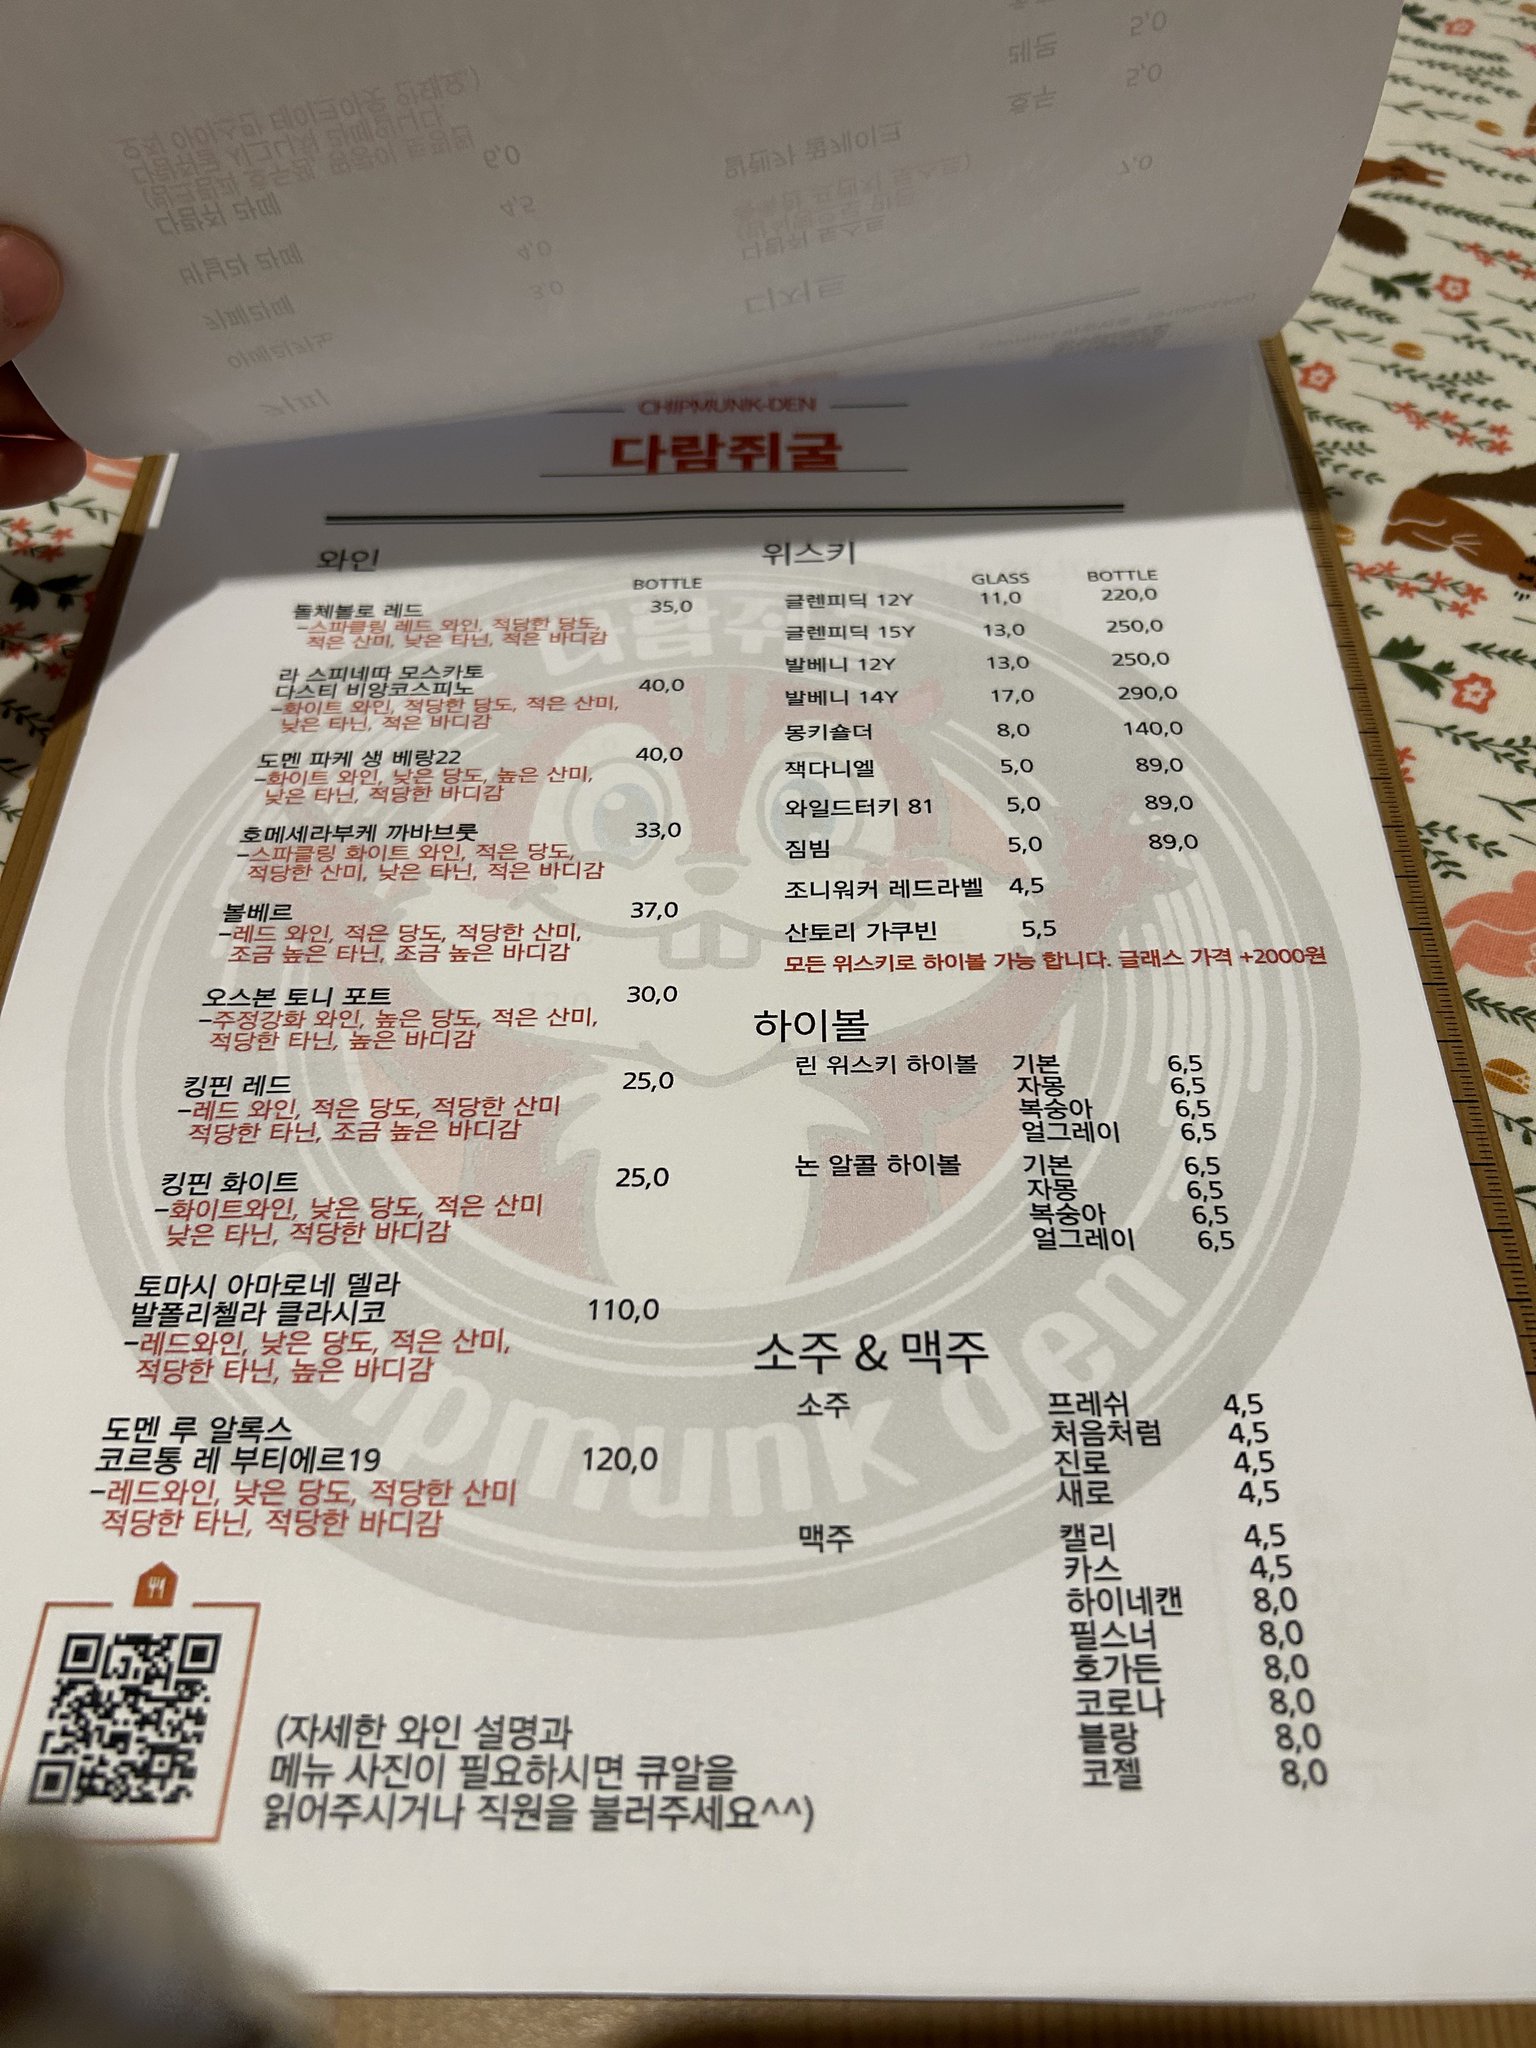 CHIPMUNK-DEN
다람쥐굴
와인
BOTTLE
돌체볼로 레드 35,0
-스파클링 레드 와인, 적당한 당도,
적은 산미, 낮은 타닌, 적은 바디감
라 스피네따 모스카토
다스티 비앙코스피노 40,0
-화이트 와인, 적당한 당도, 적은 산미,
낮은 타닌, 적은 바디감
도멘 파케 생 베랑22 40,0
-화이트 와인, 낮은 당도, 높은 산미,
낮은 타닌, 적당한 바디감
호메세라부케 까바브룻 33,0
-스파클링 화이트 와인, 적은 당도,
적당한 산미, 낮은 타닌, 적은 바디감
볼베르 37,0
-레드 와인, 적은 당도, 적당한 산미,
조금 높은 타닌, 조금 높은 바디감
오스본 토니 포트 30,0
-주정강화 와인, 높은 당도, 적은 산미,
적당한 타닌, 높은 바디감
킹핀 레드 25,0
-레드 와인, 적은 당도, 적당한 산미
적당한 타닌, 조금 높은 바디감
킹핀 화이트 25,0
-화이트와인, 낮은 당도, 적은 산미
낮은 타닌, 적당한 바디감
토마시 아마로네 델라
발폴리첼라 클라시코 110,0
-레드와인, 낮은 당도, 적은 산미,
적당한 타닌, 높은 바디감
도멘 루 알록스
코르통 레 부티에르19 120,0
-레드와인, 낮은 당도, 적당한 산미
적당한 타닌, 적당한 바디감
(자세한 와인 설명과
메뉴 사진이 필요하시면 큐알을
읽어주시거나 직원을 불러주세요^^)
위스키
GLASS BOTTLE
글렌피딕 12Y 11,0 220,0
글렌피딕 15Y 13,0 250,0
발베니 12Y 13,0 250,0
발베니 14Y 17,0 290,0
몽키숄더 8,0 140,0
잭다니엘 5,0 89,0
와일드터키 81 5,0 89,0
짐빔 5,0 89,0
조니워커 레드라벨 4,5
산토리 가쿠빈 5,5
모든 위스키로 하이볼 가능 합니다. 글래스 가격 +2000원
하이볼
린 위스키 하이볼 기본 6,5
자몽 6,5
복숭아 6,5
얼그레이 6,5
논 알콜 하이볼 기본 6,5
자몽 6,5
복숭아 6,5
얼그레이 6,5
소주 & 맥주
소주 프레쉬 4,5
처음처럼 4,5
진로 4,5
새로 4,5
맥주 캘리 4,5
카스 4,5
하이네캔 8,0
필스너 8,0
호가든 8,0
코로나 8,0
블랑 8,0
코젤 8,0